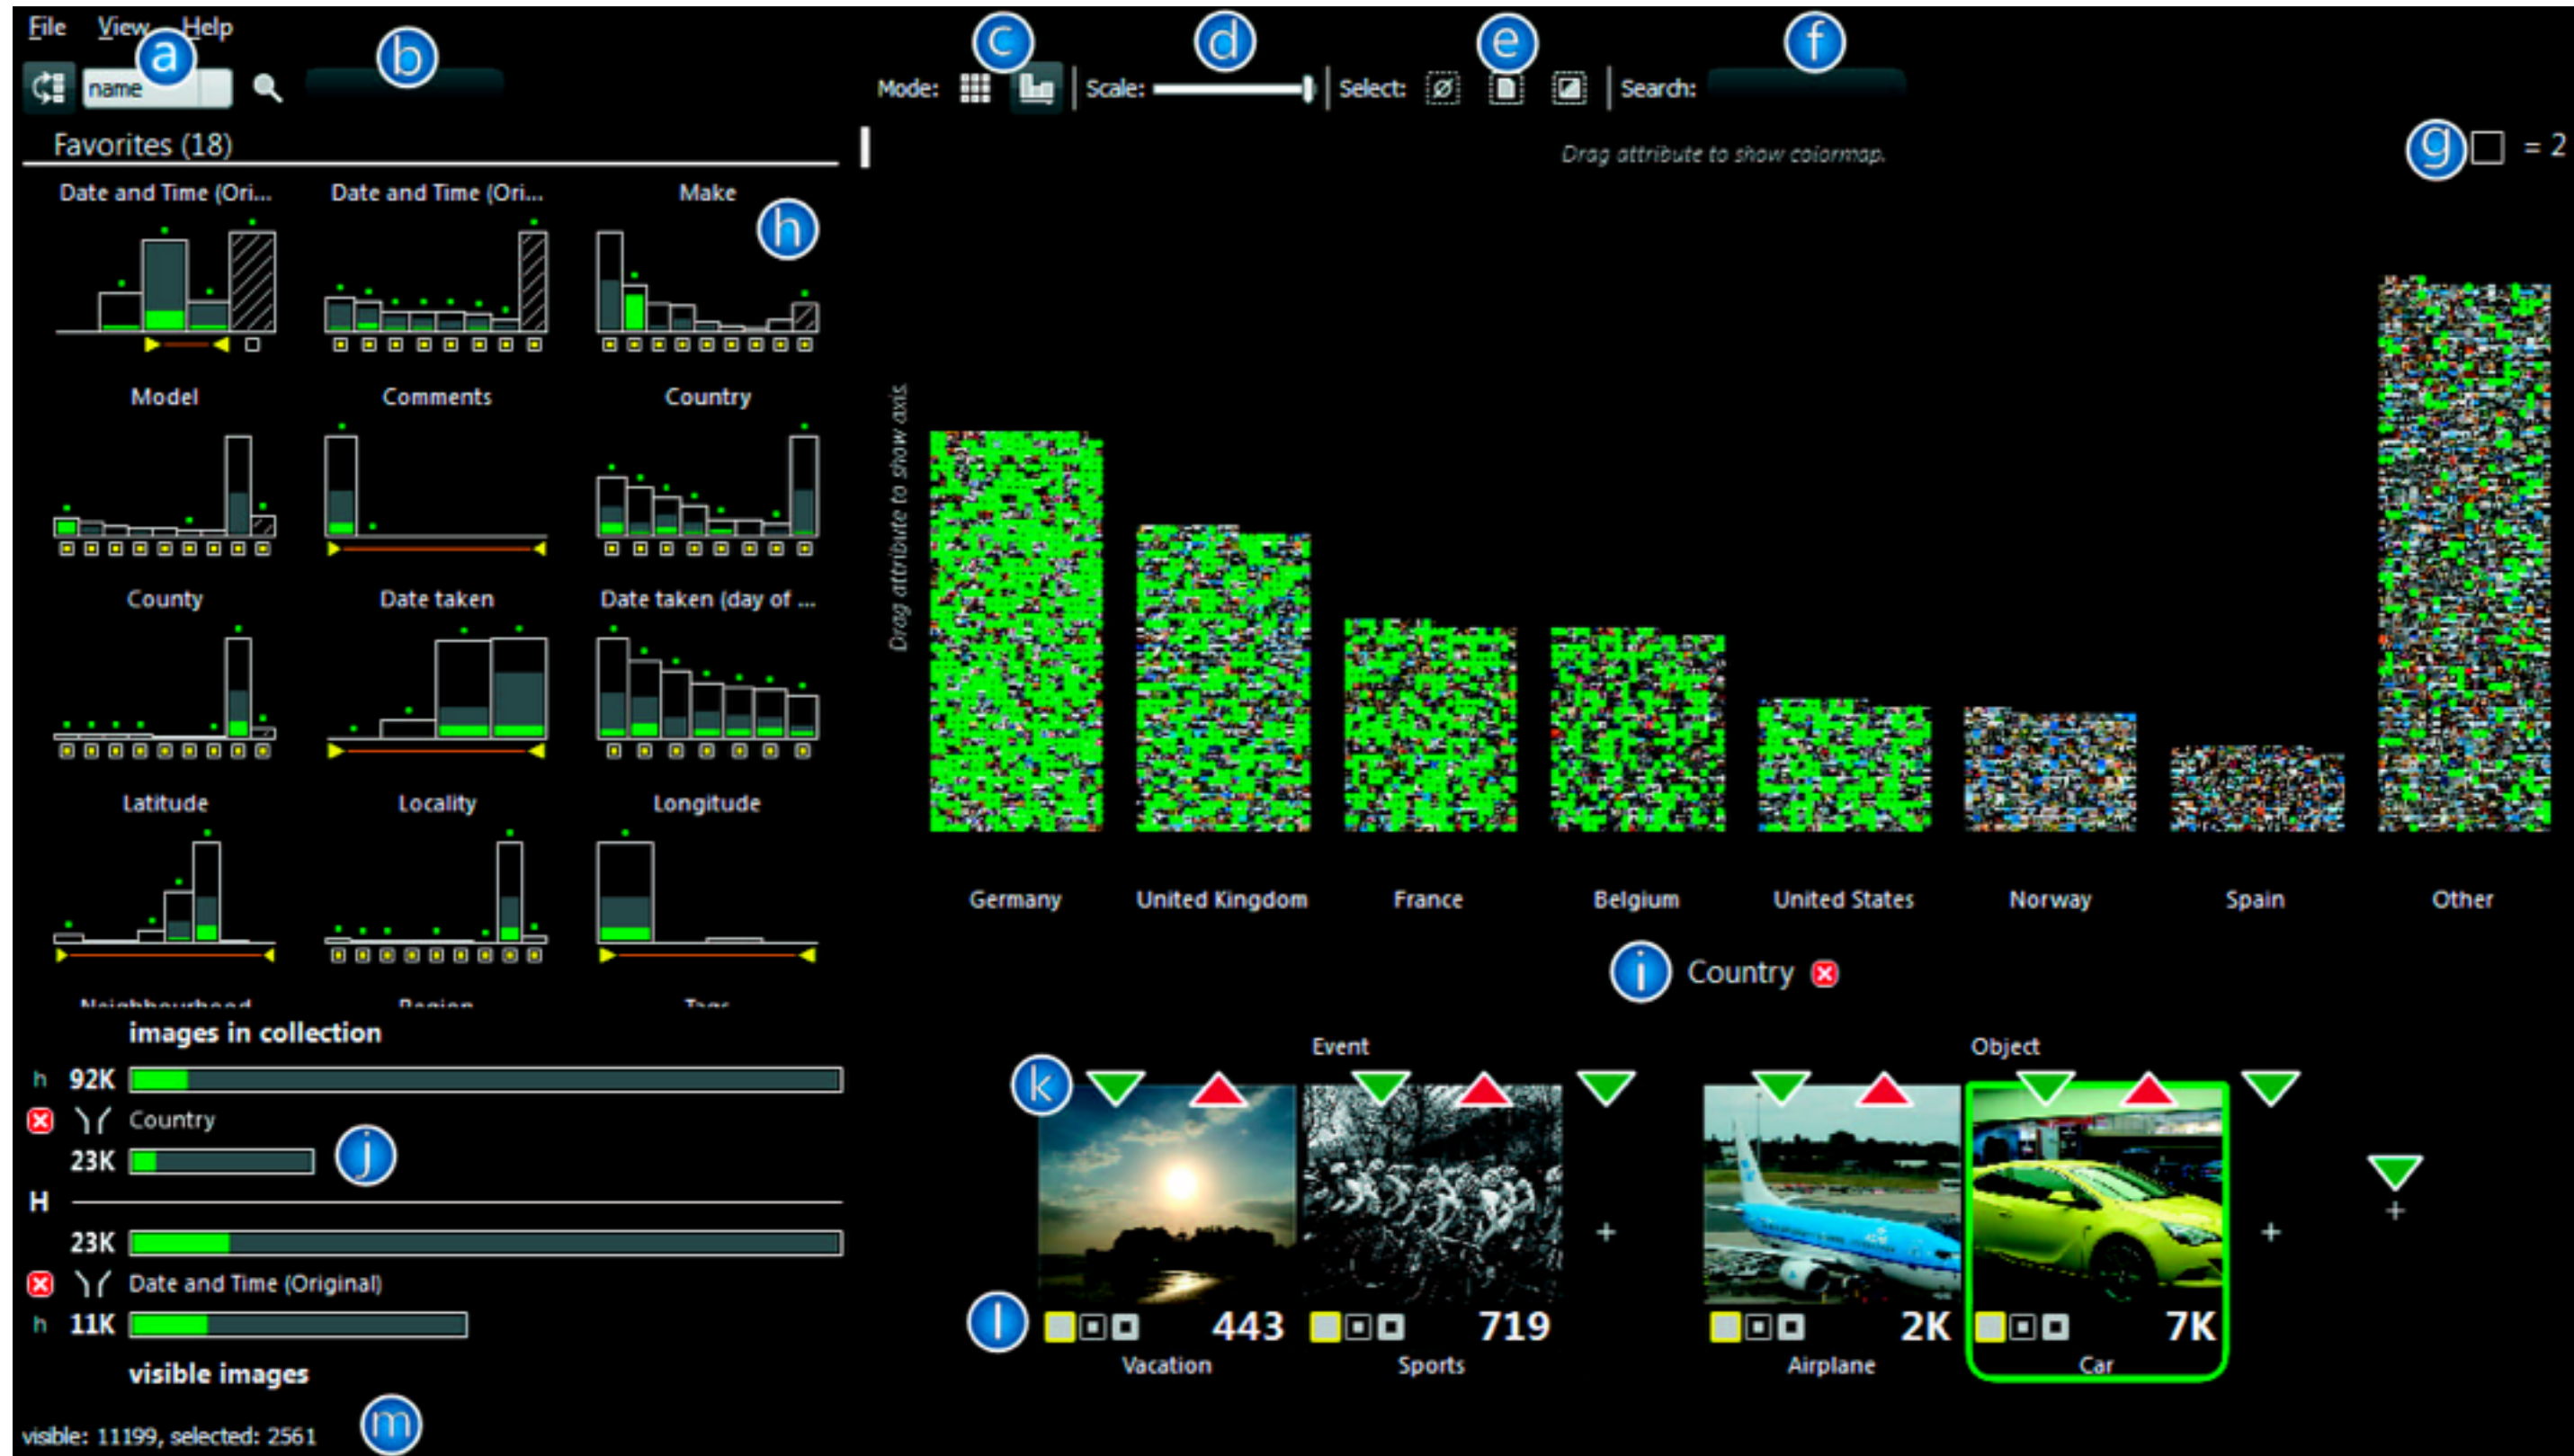 File View Help
a b c d e f
name
Mode: Scale: Select: Search:
Favorites (18)
Drag attribute to show colormap.
g = 2
Date and Time (Ori... Date and Time (Ori... Make
h
Model Comments Country
Drag attribute to show axis.
County Date taken Date taken (day of ...
Latitude Locality Longitude
Germany United Kingdom France Belgium United States Norway Spain Other
i Country
Neighbourhood Region Tags
images in collection
h 92K
Country
23K
j
H
23K
Date and Time (Original)
h 11K
visible images
visible: 11199, selected: 2561
m
Event Object
k
+ + +
l 443 719 2K 7K
Vacation Sports Airplane Car